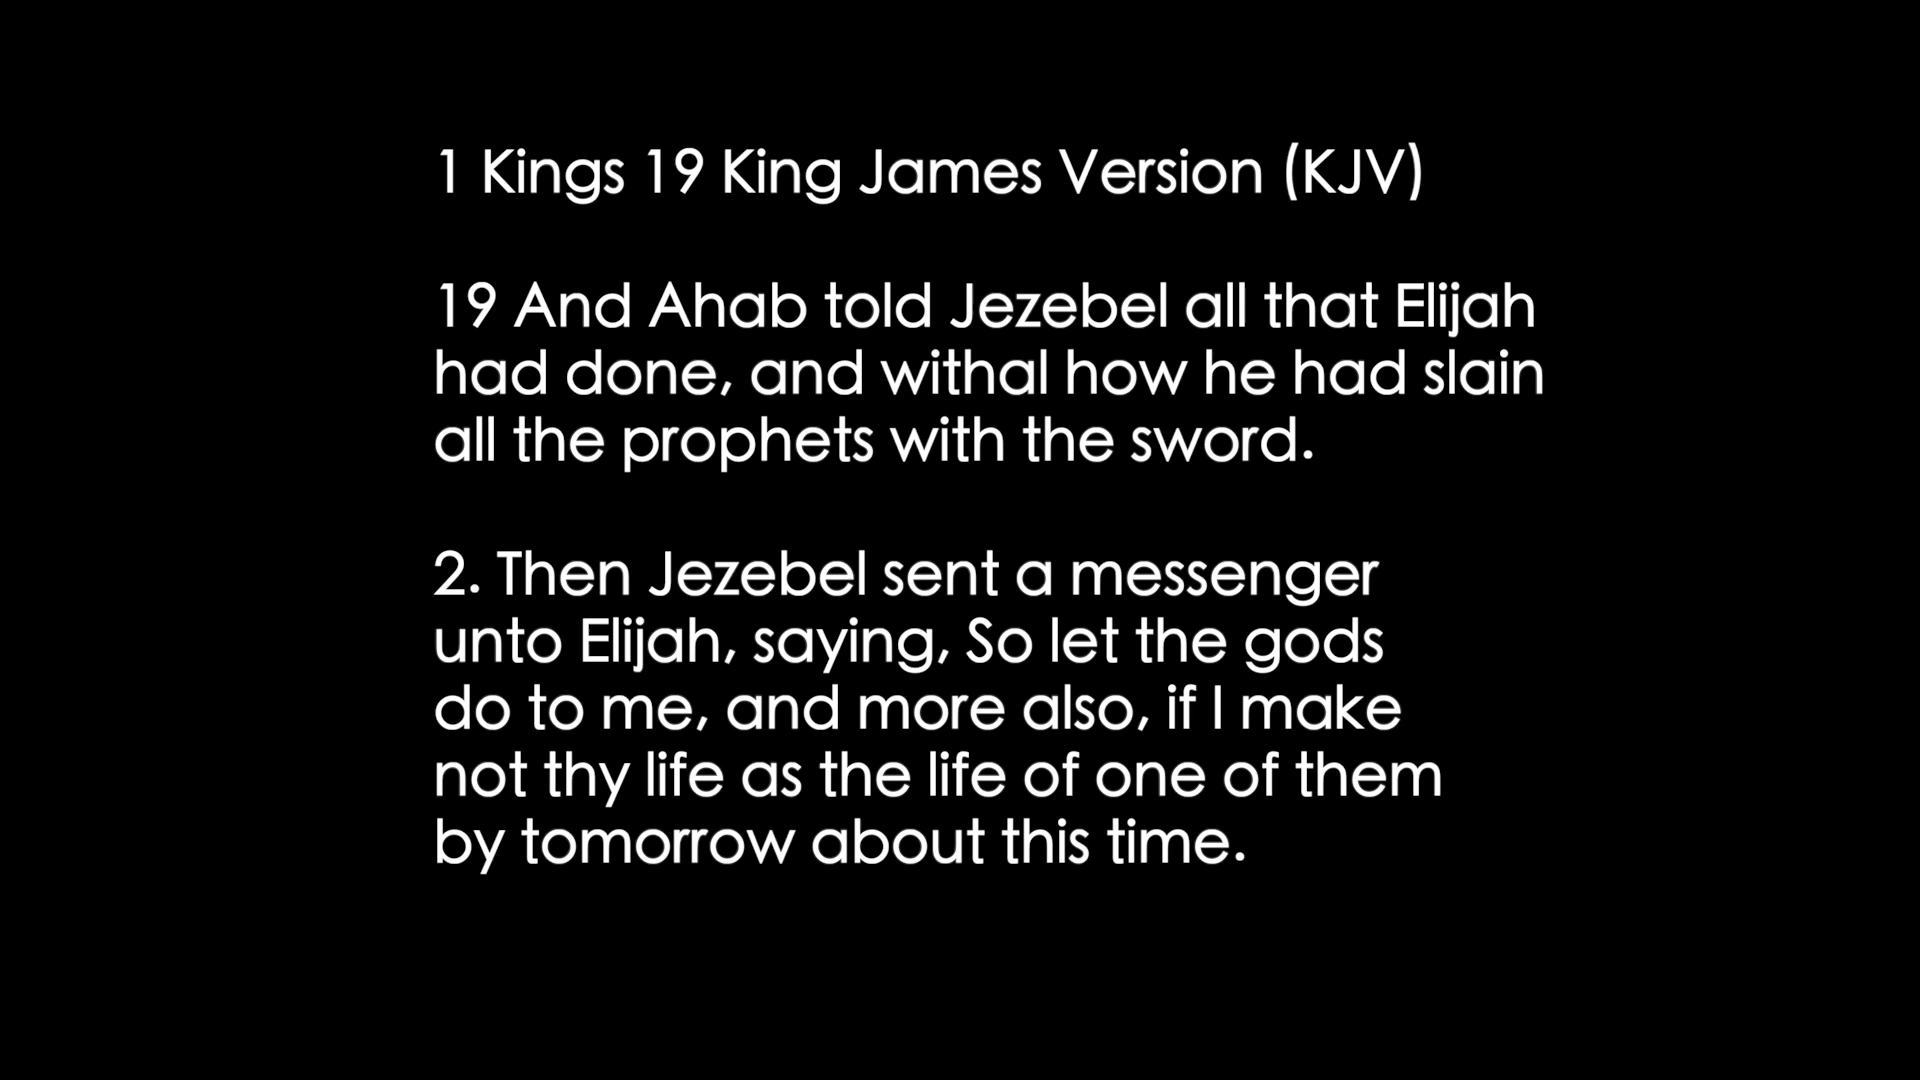 1 Kings 19 King James Version (KJV)
19 And Ahab told Jezebel all that Elijah
had done, and withal how he had slain
all the prophets with the sword.
2. Then Jezebel sent a messenger
unto Elijah, saying, So let the gods
do to me, and more also, if I make
not thy life as the life of one of them
by tomorrow about this time.